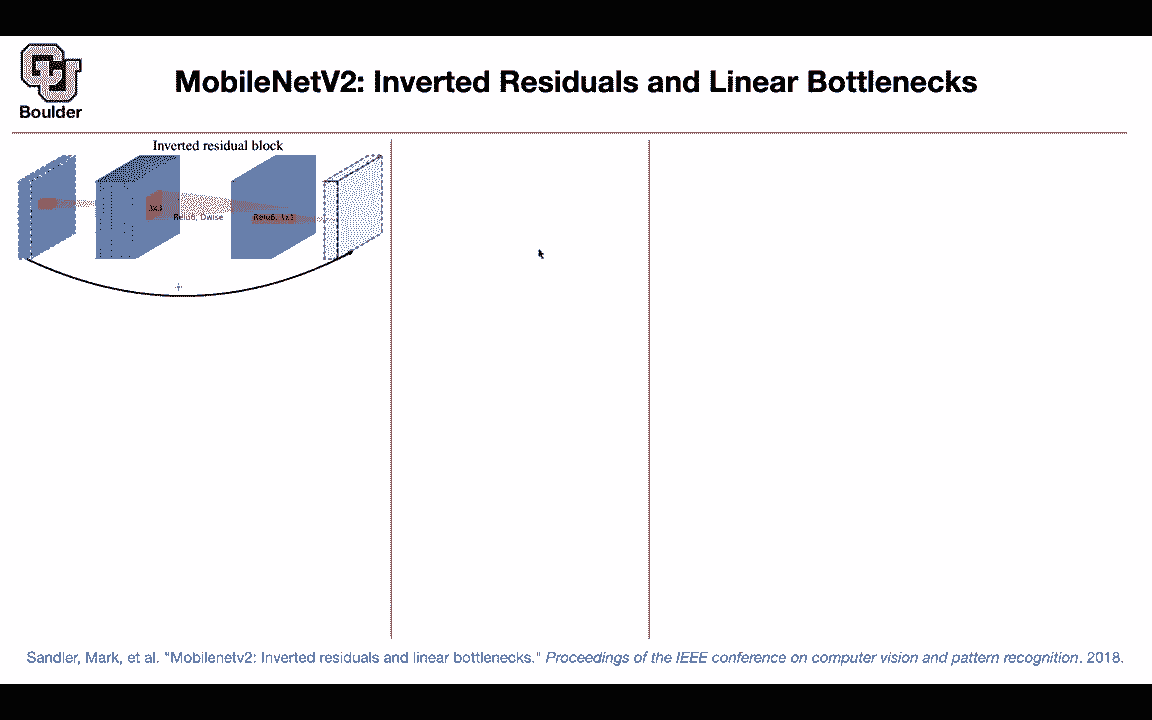 MobileNetV2: Inverted Residuals and Linear Bottlenecks
Boulder
Inverted residual block
3x3
Relu6, Dwise
Relu6, 1x1
Sandler, Mark, et al. "Mobilenetv2: Inverted residuals and linear bottlenecks." Proceedings of the IEEE conference on computer vision and pattern recognition. 2018.